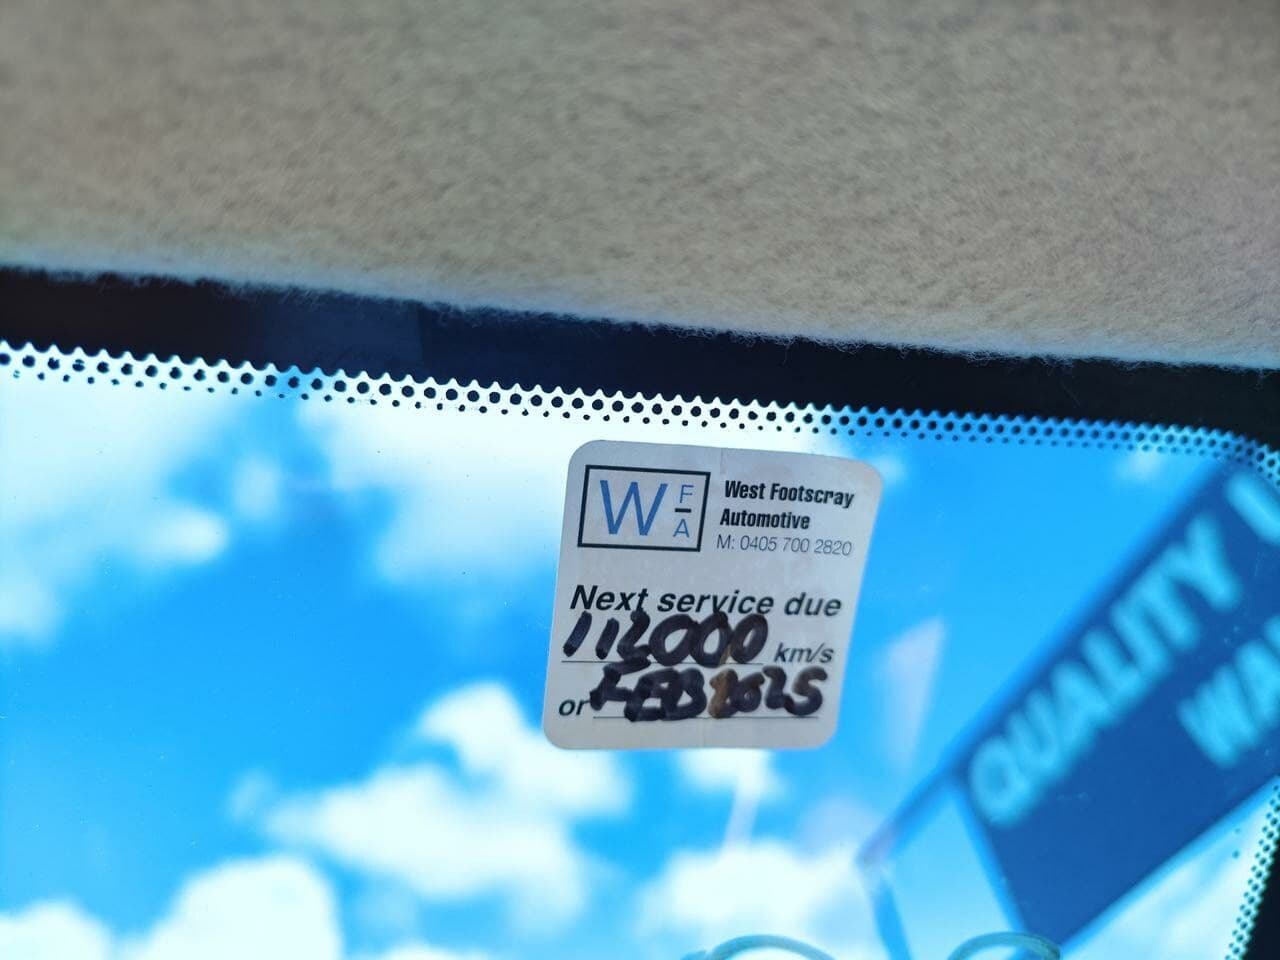 W F A
West Footscray
Automotive
M: 0405 700 2820
Next service due
112000 km/s
or FEB 2025
QUALITY